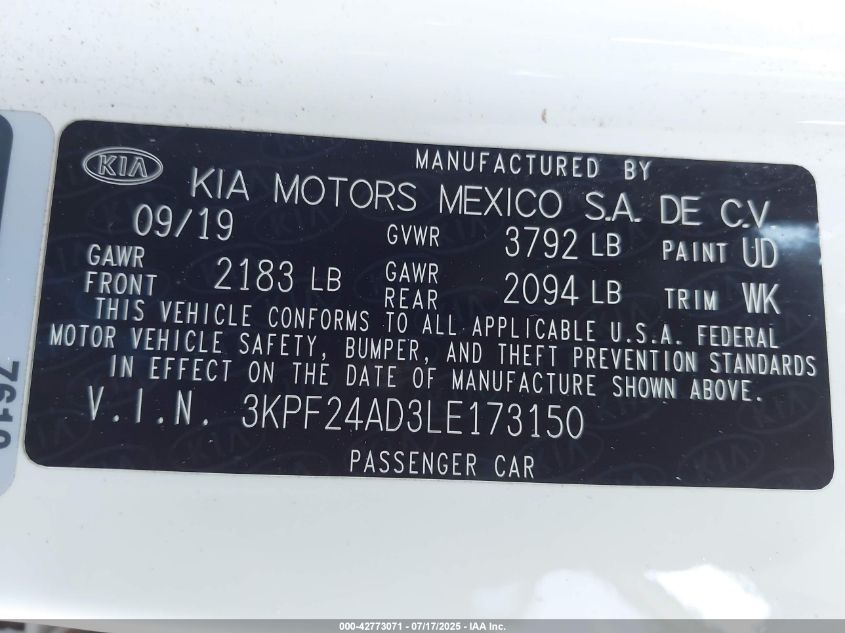 KIA
MANUFACTURED BY
KIA MOTORS MEXICO S.A. DE C.V.
09/19 GVWR 3792 LB PAINT UD
GAWR FRONT 2183 LB GAWR REAR 2094 LB TRIM WK
THIS VEHICLE CONFORMS TO ALL APPLICABLE U.S.A. FEDERAL
MOTOR VEHICLE SAFETY, BUMPER, AND THEFT PREVENTION STANDARDS
IN EFFECT ON THE DATE OF MANUFACTURE SHOWN ABOVE.
V.I.N. 3KPF24AD3LE173150
PASSENGER CAR
000-42773071 - 07/17/2025 - IAA Inc.